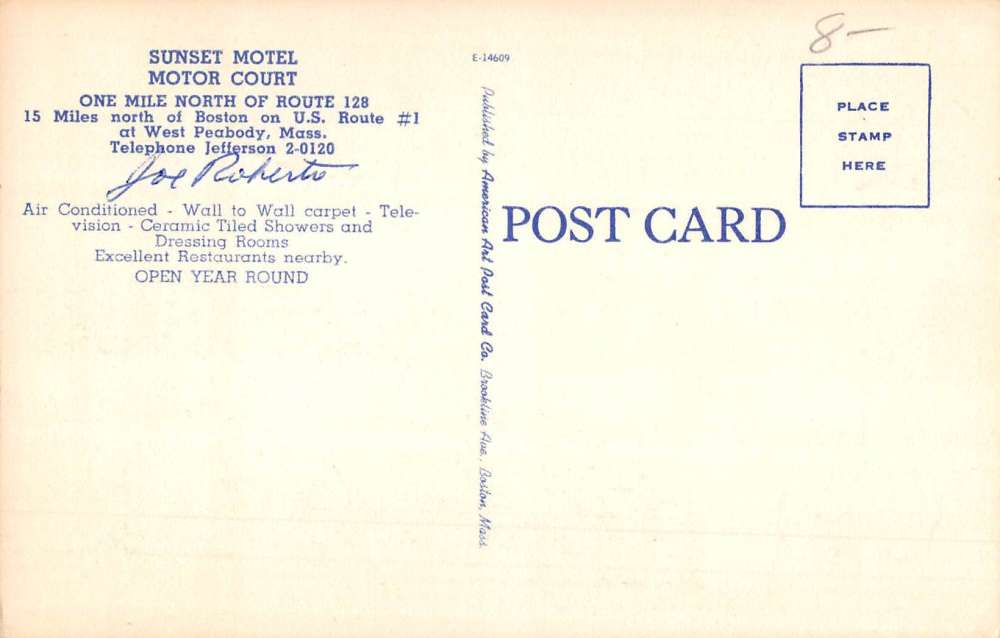 SUNSET MOTEL
MOTOR COURT
ONE MILE NORTH OF ROUTE 128
15 Miles north of Boston on U.S. Route #1
at West Peabody, Mass.
Telephone Jefferson 2-0120
Joe Roberto
Air Conditioned - Wall to Wall carpet - Tele-
vision - Ceramic Tiled Showers and
Dressing Rooms
Excellent Restaurants nearby.
OPEN YEAR ROUND
E-14609
Published by American Art Post Card Co. Brookline Ave., Boston, Mass.
POST CARD
8-
PLACE
STAMP
HERE